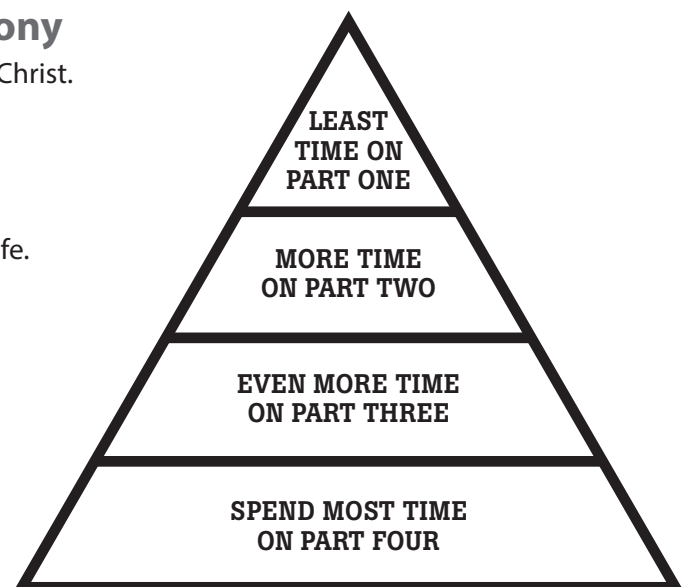 ony
Christ.
fe.
LEAST
TIME ON
PART ONE
MORE TIME
ON PART TWO
EVEN MORE TIME
ON PART THREE
SPEND MOST TIME
ON PART FOUR